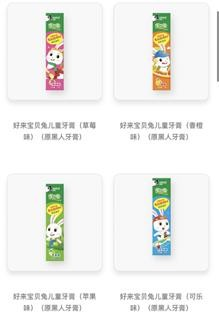 好来宝贝兔儿童牙膏（草莓
味）（原黑人牙膏）
好来宝贝兔儿童牙膏（香橙
味）（原黑人牙膏）
好来宝贝兔儿童牙膏（苹果
味）（原黑人牙膏）
好来宝贝兔儿童牙膏（可乐
味）（原黑人牙膏）